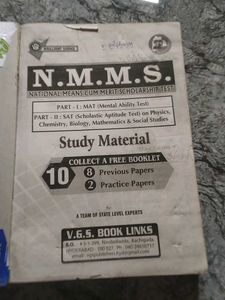 BRILLIANT SERIES
N.M.M.S.
NATIONAL MEANS CUM MERIT SCHOLARSHIP TEST
PART - I : MAT (Mental Ability Test)
PART - II : SAT (Scholastic Aptitude Test) on Physics,
Chemistry, Biology, Mathematics & Social Studies
Study Material
COLLECT A FREE BOOKLET
10
8 Previous Papers
2 Practice Papers
By
A TEAM OF STATE LEVEL EXPERTS
V.G.S. BOOK LINKS